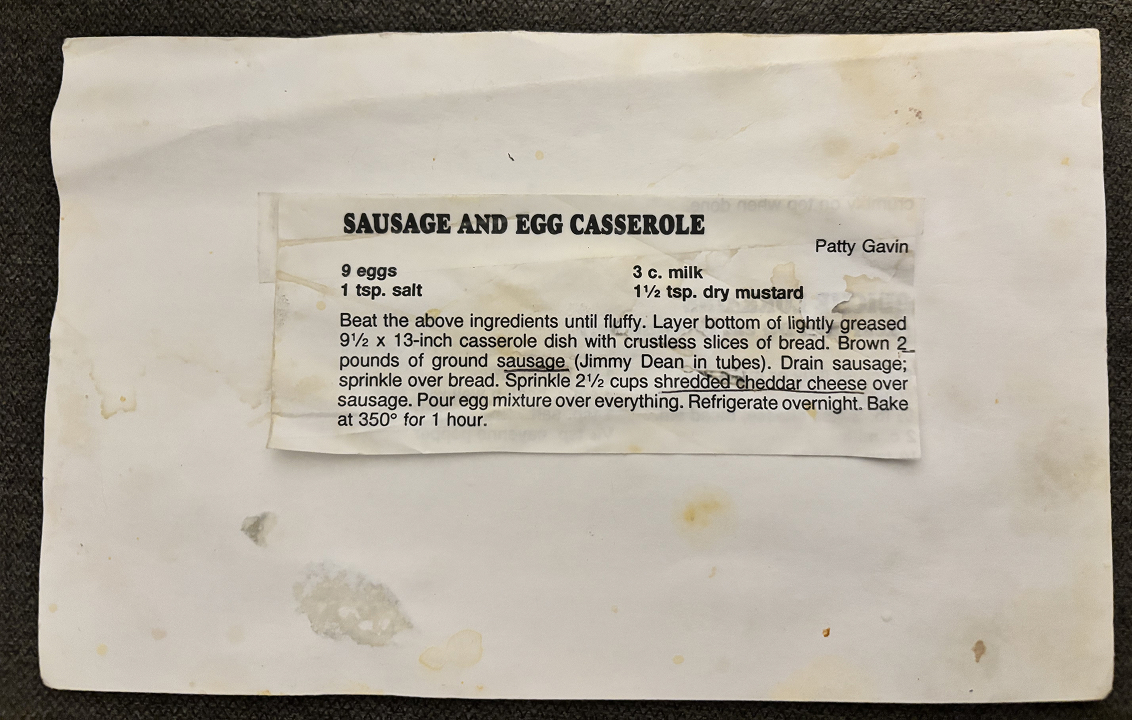 SAUSAGE AND EGG CASSEROLE
Patty Gavin
9 eggs 3 c. milk
1 tsp. salt 1½ tsp. dry mustard
Beat the above ingredients until fluffy. Layer bottom of lightly greased
9½ x 13-inch casserole dish with crustless slices of bread. Brown 2
pounds of ground sausage (Jimmy Dean in tubes). Drain sausage;
sprinkle over bread. Sprinkle 2½ cups shredded cheddar cheese over
sausage. Pour egg mixture over everything. Refrigerate overnight. Bake
at 350° for 1 hour.